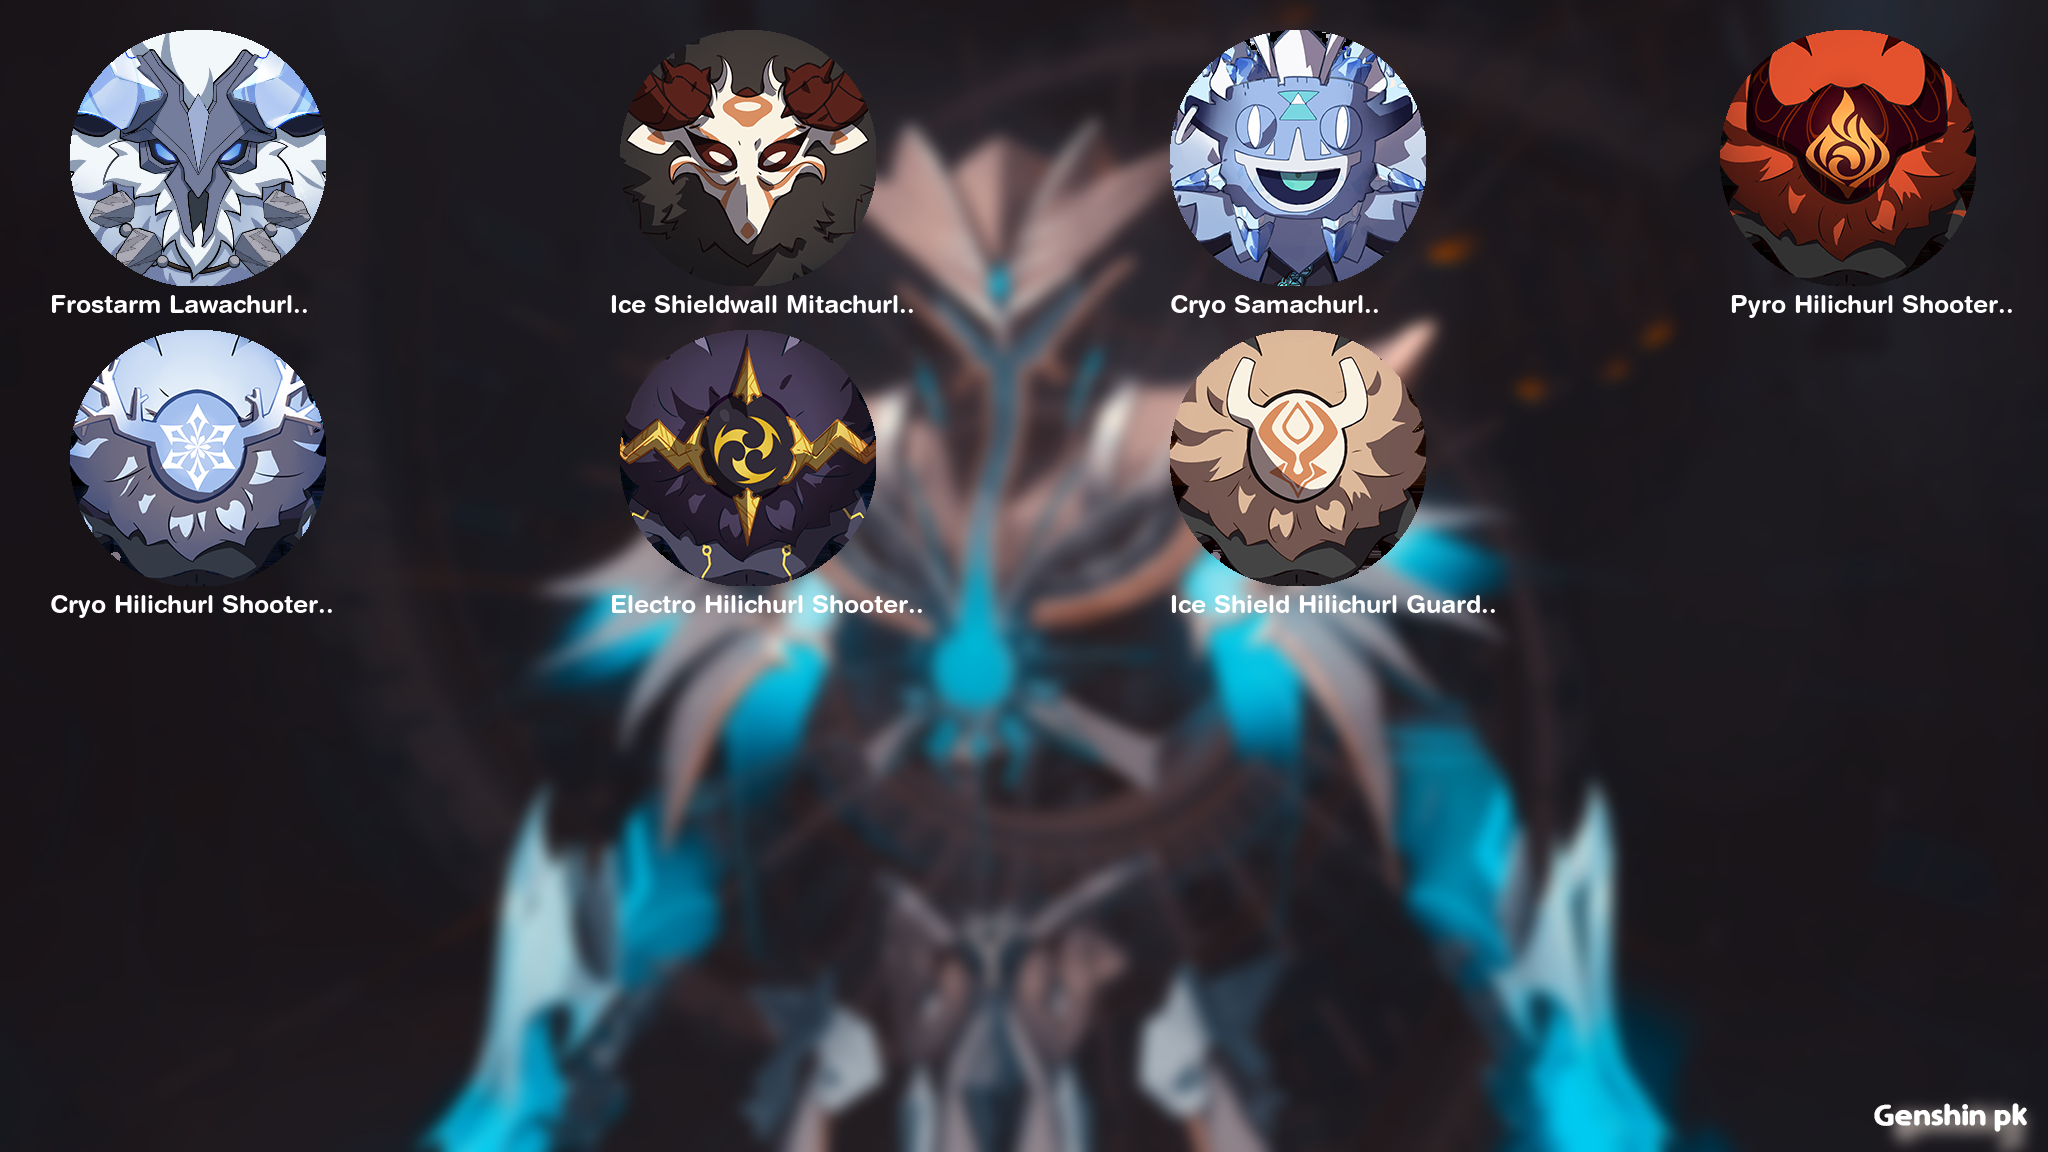 Frostarm Lawachurl..
Ice Shieldwall Mitachurl..
Cryo Samachurl..
Pyro Hilichurl Shooter..
Cryo Hilichurl Shooter..
Electro Hilichurl Shooter..
Ice Shield Hilichurl Guard..
Genshin pk